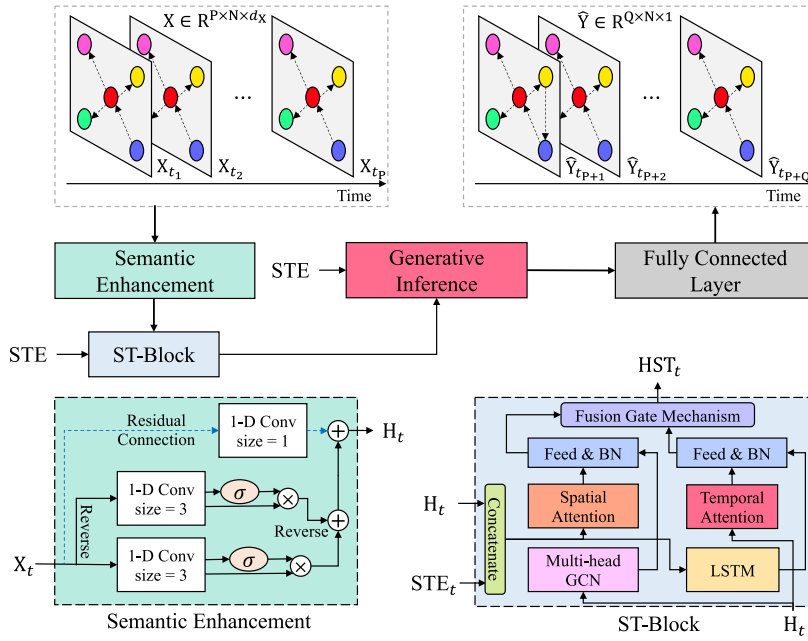 X ∈ R^{P×N×d_X}
...
X_{t_1} X_{t_2} X_{t_P}
Time
Ŷ ∈ R^{Q×N×1}
...
Ŷ_{t_{P+1}} Ŷ_{t_{P+2}} Ŷ_{t_{P+Q}}
Time
Semantic
Enhancement
STE
Generative
Inference
Fully Connected
Layer
STE
ST-Block
Residual
Connection
1-D Conv
size = 1
+
H_t
Reverse
1-D Conv
size = 3
σ
×
Reverse
+
X_t
1-D Conv
size = 3
σ
×
Semantic Enhancement
HST_t
Fusion Gate Mechanism
Feed & BN
Feed & BN
H_t
Concatenate
Spatial
Attention
Temporal
Attention
STE_t
Multi-head
GCN
LSTM
ST-Block
H_t